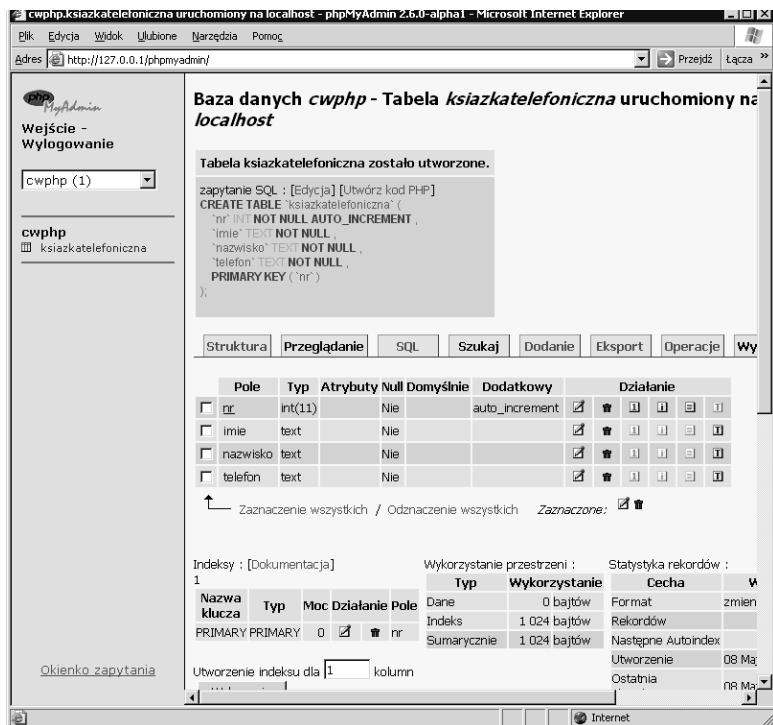 cwphp.ksiazkatelefoniczna uruchomiony na localhost - phpMyAdmin 2.6.0-alpha1 - Microsoft Internet Explorer
Plik Edycja Widok Ulubione Narzędzia Pomoc
Adres http://127.0.0.1/phpmyadmin/ Przejdź Łącza »
php
MyAdmin
Wejście -
Wylogowanie
cwphp (1)
cwphp
ksiazkatelefoniczna
Okienko zapytania
Baza danych cwphp - Tabela ksiazkatelefoniczna uruchomiony na
localhost
Tabela ksiazkatelefoniczna zostało utworzone.
zapytanie SQL : [Edycja] [Utwórz kod PHP]
CREATE TABLE `ksiazkatelefoniczna` (
`nr` INT NOT NULL AUTO_INCREMENT ,
`imie` TEXT NOT NULL ,
`nazwisko` TEXT NOT NULL ,
`telefon` TEXT NOT NULL ,
PRIMARY KEY ( `nr` )
);
Struktura Przeglądanie SQL Szukaj Dodanie Eksport Operacje Wy
Pole Typ Atrybuty Null Domyślnie Dodatkowy Działanie
nr int(11) Nie auto_increment
imie text Nie
nazwisko text Nie
telefon text Nie
Zaznaczenie wszystkich / Odznaczenie wszystkich Zaznaczone:
Indeksy : [Dokumentacja]
1
Nazwa klucza Typ Moc Działanie Pole
PRIMARY PRIMARY 0 nr
Utworzenie indeksu dla 1 kolumn
Wykorzystanie przestrzeni :
Typ Wykorzystanie
Dane 0 bajtów
Indeks 1 024 bajtów
Sumarycznie 1 024 bajtów
Statystyka rekordów :
Cecha W
Format zmien
Rekordów
Następne Autoindex
Utworzenie 08 Maj
Ostatnia 08 Maj
Internet